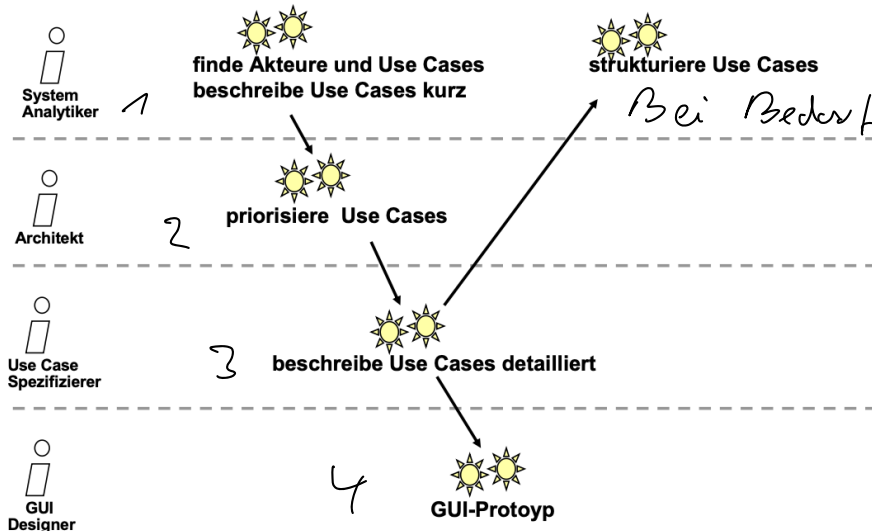 finde Akteure und Use Cases
beschreibe Use Cases kurz
strukturiere Use Cases
System
Analytiker
1
Bei Bedarf
priorisiere Use Cases
Architekt
2
Use Case
Spezifizierer
3
beschreibe Use Cases detailliert
4
GUI-Protoyp
GUI
Designer